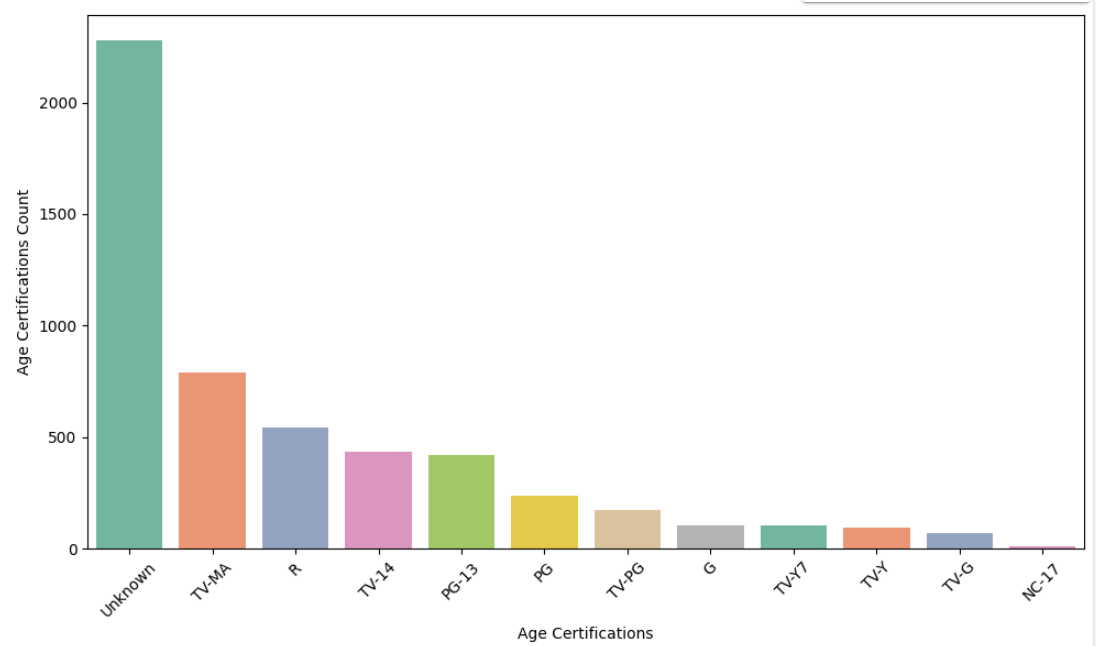 2000
1500
1000
500
0
Age Certifications Count
Unknown
TV-MA
R
TV-14
PG-13
PG
TV-PG
G
TV-Y7
TV-Y
TV-G
NC-17
Age Certifications